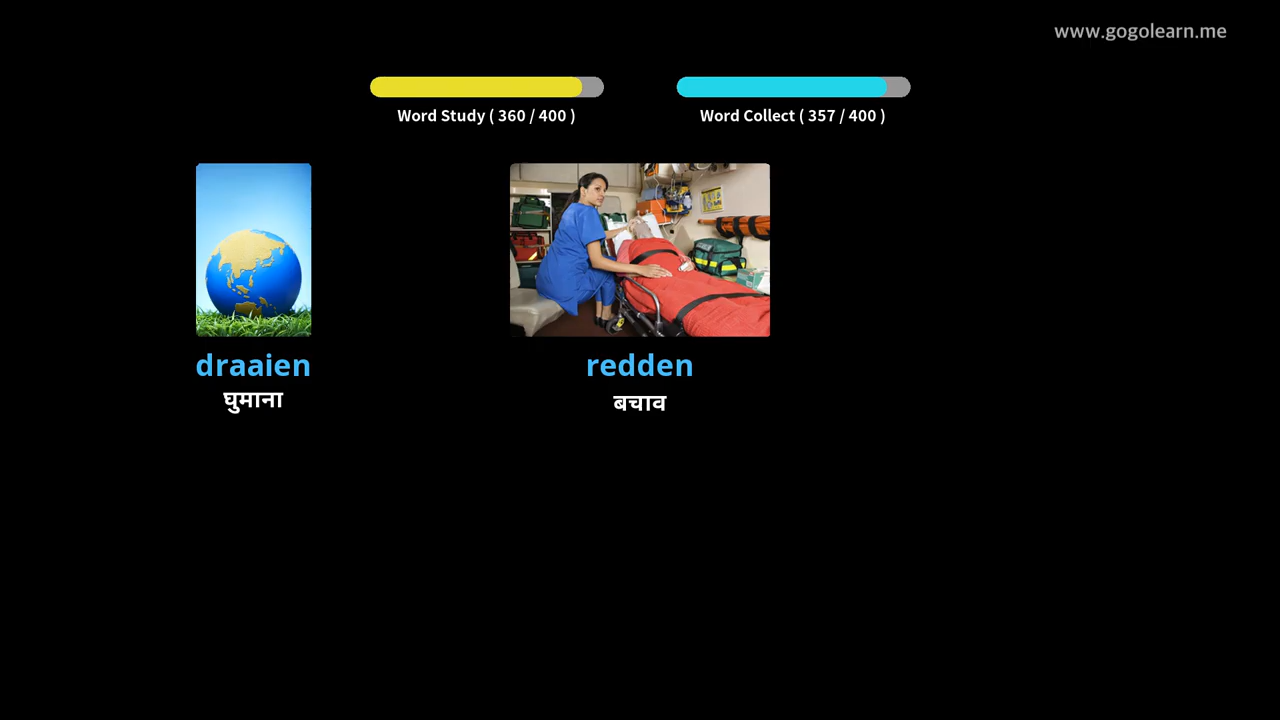 www.gogolearn.me
Word Study ( 360 / 400 )
Word Collect ( 357 / 400 )
draaien
घुमाना
redden
बचाव